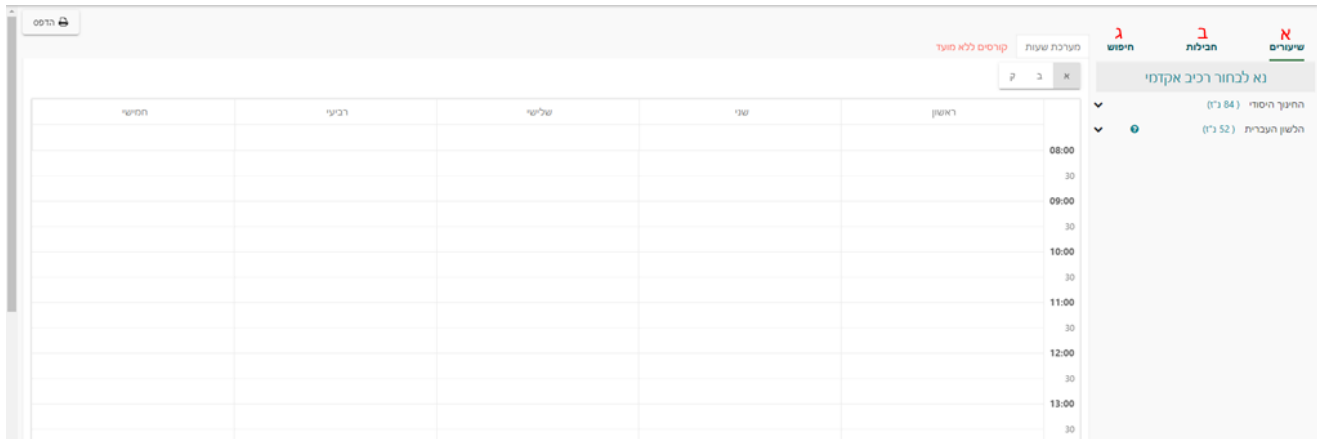 א ב ג
שיעורים חבילות חיפוש
נא לבחור רכיב אקדמי
החינוך היסודי ( 84 נ"ז)
הלשון העברית ( 52 נ"ז) ?
הדפס
מערכת שעות קורסים ללא מועד
א ב ק
ראשון שני שלישי רביעי חמישי
08:00
30
09:00
30
10:00
30
11:00
30
12:00
30
13:00
30